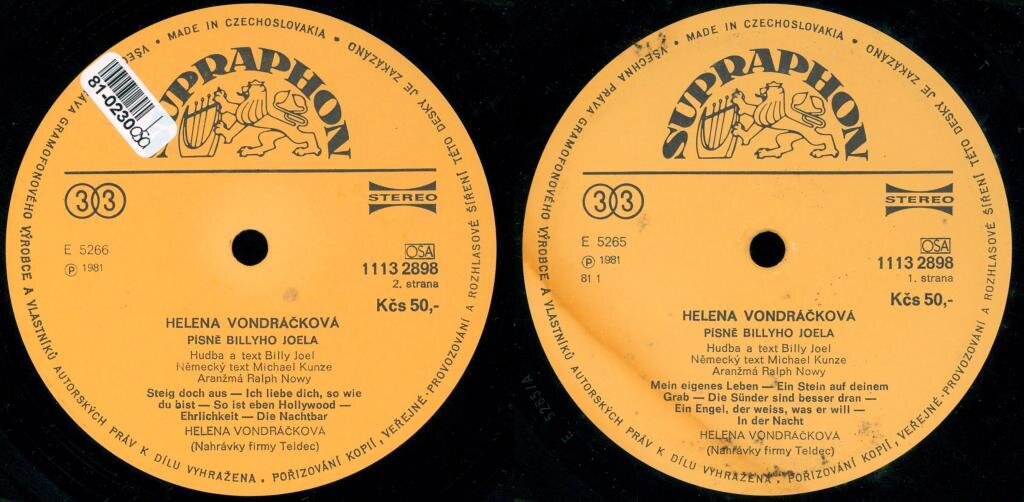 VŠEC
• MADE IN CZECHOSLOVAKIA •
ÁVA GRAMOFONOVÉHO VÝROBCE A VLASTNÍKŮ AUTORSKÝCH PRÁV K DÍLU VYHRAŽENA. POŘIZOVÁNÍ KOPIÍ, VEŘEJNÉ PROVOZOVÁNÍ A ROZHLASOVÉ ŠÍŘENÍ TÉTO DESKY JE ZAKÁZÁNO
81-0230
UPRAPHON
33
STEREO
E 5266
Ⓟ 1981
OSA
1113 2898
2. strana
Kčs 50,-
HELENA VONDRÁČKOVÁ
PÍSNĚ BILLYHO JOELA
Hudba a text Billy Joel
Německý text Michael Kunze
Aranžmá Ralph Nowy
Steig doch aus — Ich liebe dich, so wie
du bist — So ist eben Hollywood —
Ehrlichkeit — Die Nachtbar
HELENA VONDRÁČKOVÁ
(Nahrávky firmy Teldec)
• MADE IN CZECHOSLOVAKIA •
VŠECHNA PRÁVA GRAMOFONOVÉHO VÝROBCE A VLASTNÍKŮ AUTORSKÝCH PRÁV K DÍLU VYHRAŽENA. POŘIZOVÁNÍ KOPIÍ, VEŘEJNÉ PROVOZOVÁNÍ A ROZHLASOVÉ ŠÍŘENÍ TÉTO DESKY JE ZAKÁZÁNO
SUPRAPHON
33
STEREO
E 5265
Ⓟ 1981
81 1
OSA
1113 2898
1. strana
Kčs 50,-
HELENA VONDRÁČKOVÁ
PÍSNĚ BILLYHO JOELA
Hudba a text Billy Joel
Německý text Michael Kunze
Aranžmá Ralph Nowy
Mein eigenes Leben — Ein Stein auf deinem
Grab — Die Sünder sind besser dran —
Ein Engel, der weiss, was er will —
In der Nacht
HELENA VONDRÁČKOVÁ
(Nahrávky firmy Teldec)
E 5265/A